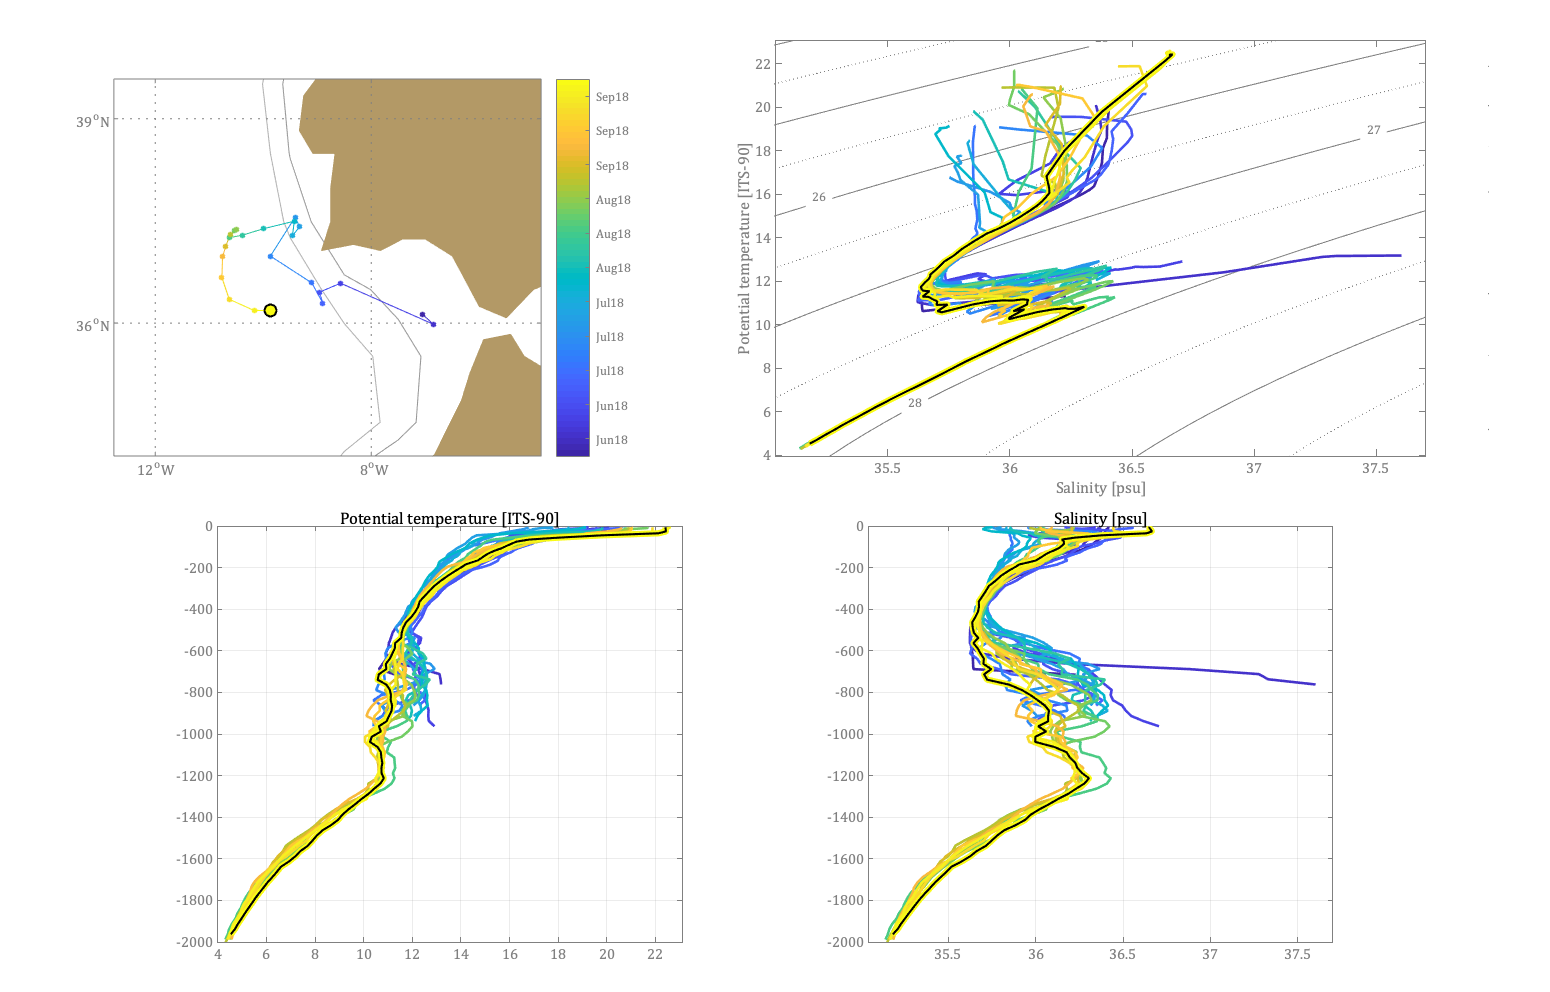 39°N
36°N
12°W
8°W
Sep18
Sep18
Sep18
Aug18
Aug18
Aug18
Jul18
Jul18
Jul18
Jun18
Jun18
Potential temperature [ITS-90]
22
20
18
16
14
12
10
8
6
4
26
27
28
35.5
36
36.5
37
37.5
Salinity [psu]
Potential temperature [ITS-90]
0
-200
-400
-600
-800
-1000
-1200
-1400
-1600
-1800
-2000
4
6
8
10
12
14
16
18
20
22
Salinity [psu]
0
-200
-400
-600
-800
-1000
-1200
-1400
-1600
-1800
-2000
35.5
36
36.5
37
37.5